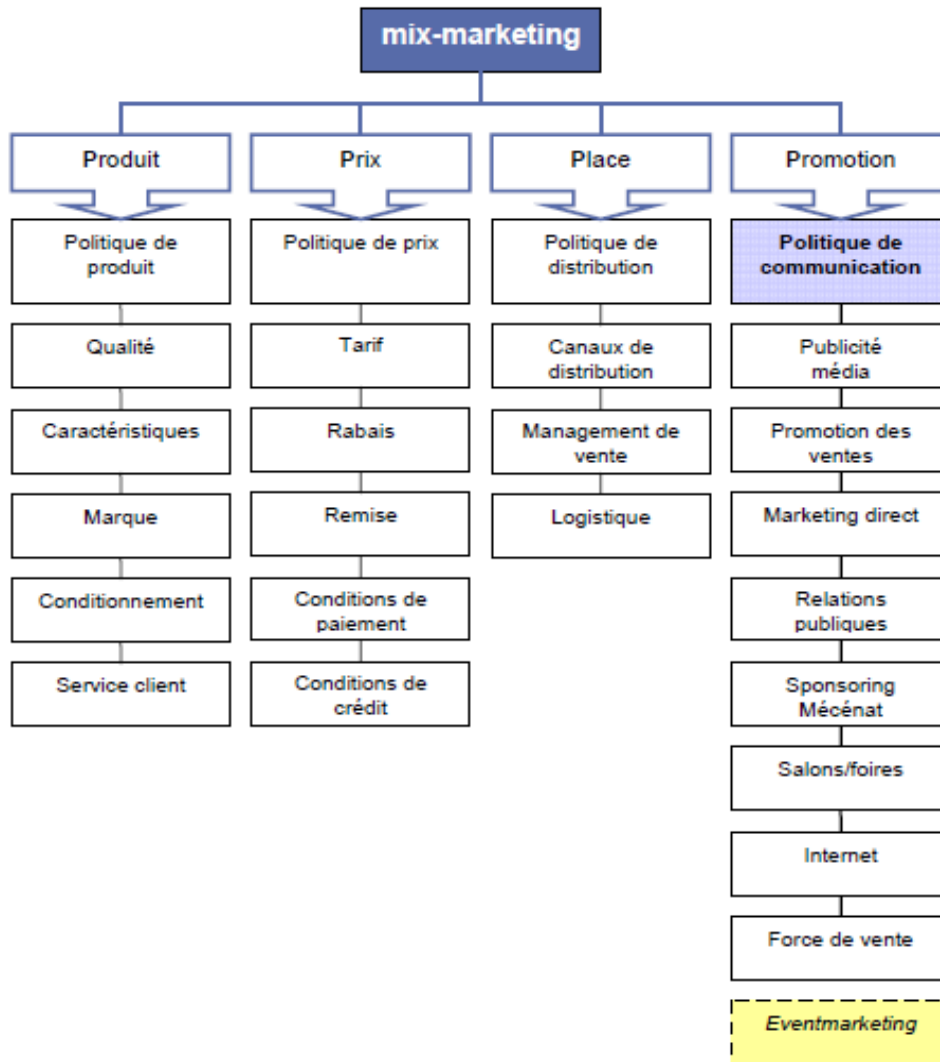 mix-marketing
Produit
Prix
Place
Promotion
Politique de
produit
Politique de prix
Politique de
distribution
Politique de
communication
Qualité
Tarif
Canaux de
distribution
Publicité
média
Caractéristiques
Rabais
Management de
vente
Promotion des
ventes
Marque
Remise
Logistique
Marketing direct
Conditionnement
Conditions de
paiement
Relations
publiques
Service client
Conditions de
crédit
Sponsoring
Mécénat
Salons/foires
Internet
Force de vente
Eventmarketing